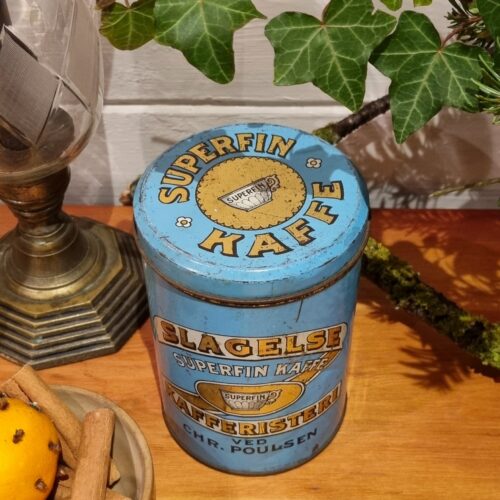 SUPERFIN
SUPERFIN
KAFFE
SLAGELSE
SUPERFIN KAFFE
SUPERFIN
KAFFERISTERI
VED
CHR. POULSEN